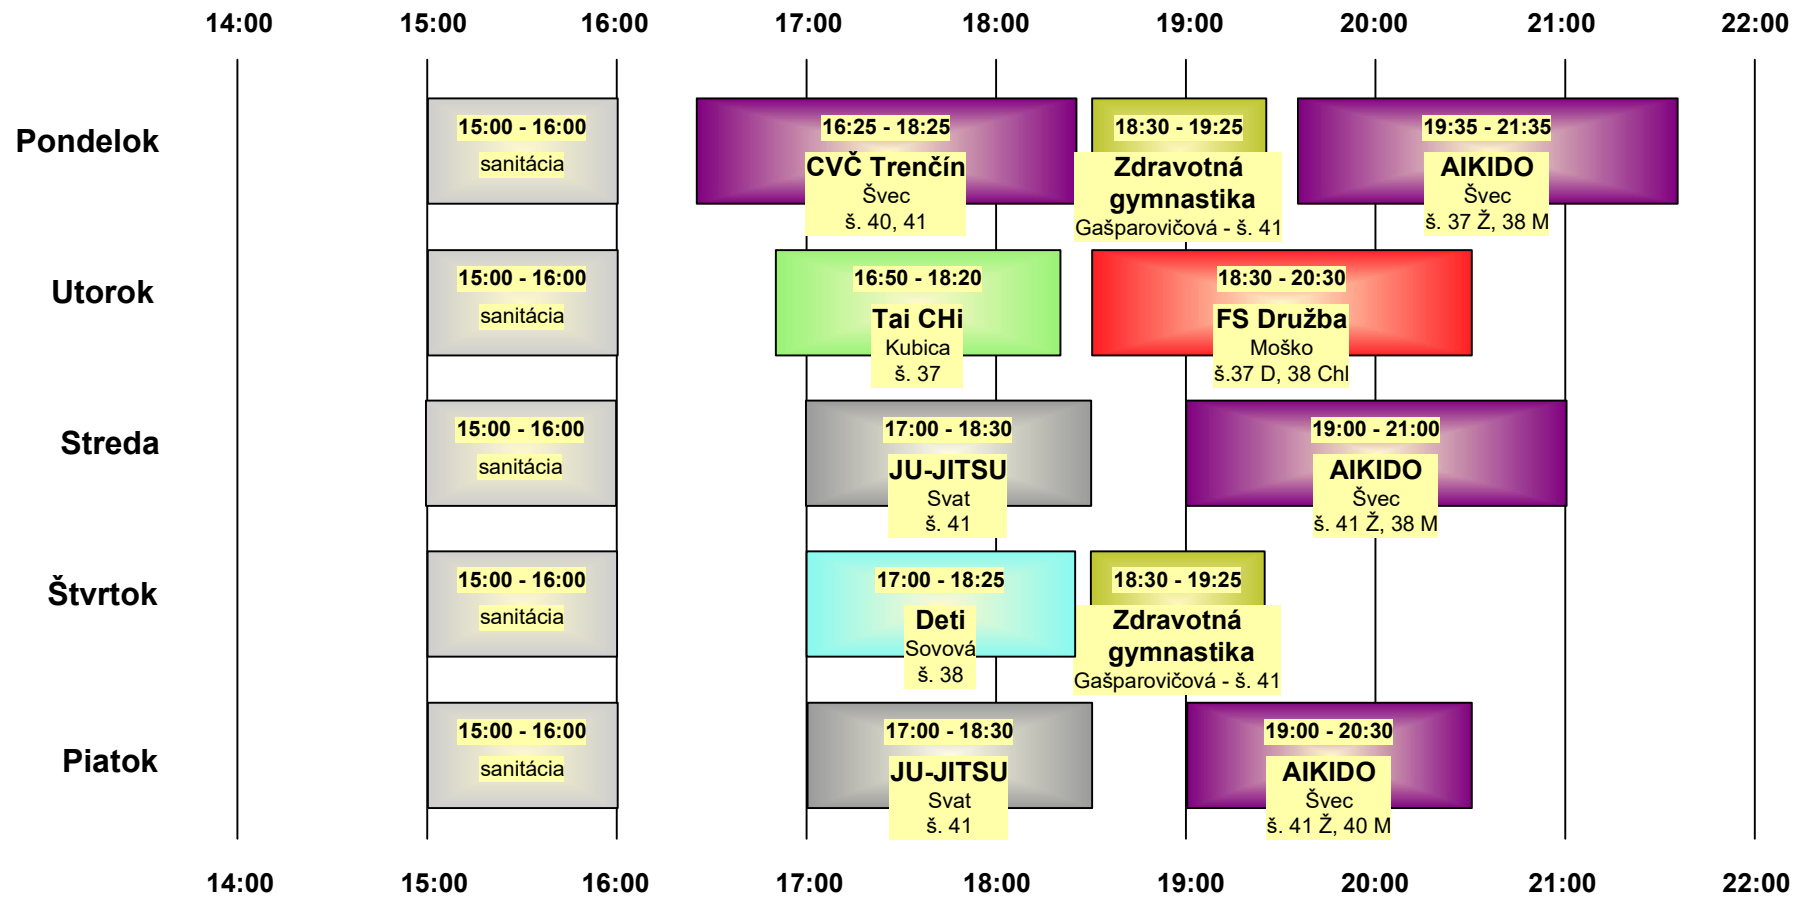 14:00 15:00 16:00 17:00 18:00 19:00 20:00 21:00 22:00
Pondelok
15:00 - 16:00
sanitácia
16:25 - 18:25
CVČ Trenčín
Švec
š. 40, 41
18:30 - 19:25
Zdravotná
gymnastika
Gašparovičová - š. 41
19:35 - 21:35
AIKIDO
Švec
š. 37 Ž, 38 M
Utorok
15:00 - 16:00
sanitácia
16:50 - 18:20
Tai CHi
Kubica
š. 37
18:30 - 20:30
FS Družba
Moško
š.37 D, 38 Chl
Streda
15:00 - 16:00
sanitácia
17:00 - 18:30
JU-JITSU
Svat
š. 41
19:00 - 21:00
AIKIDO
Švec
š. 41 Ž, 38 M
Štvrtok
15:00 - 16:00
sanitácia
17:00 - 18:25
Deti
Sovová
š. 38
18:30 - 19:25
Zdravotná
gymnastika
Gašparovičová - š. 41
Piatok
15:00 - 16:00
sanitácia
17:00 - 18:30
JU-JITSU
Svat
š. 41
19:00 - 20:30
AIKIDO
Švec
š. 41 Ž, 40 M
14:00 15:00 16:00 17:00 18:00 19:00 20:00 21:00 22:00